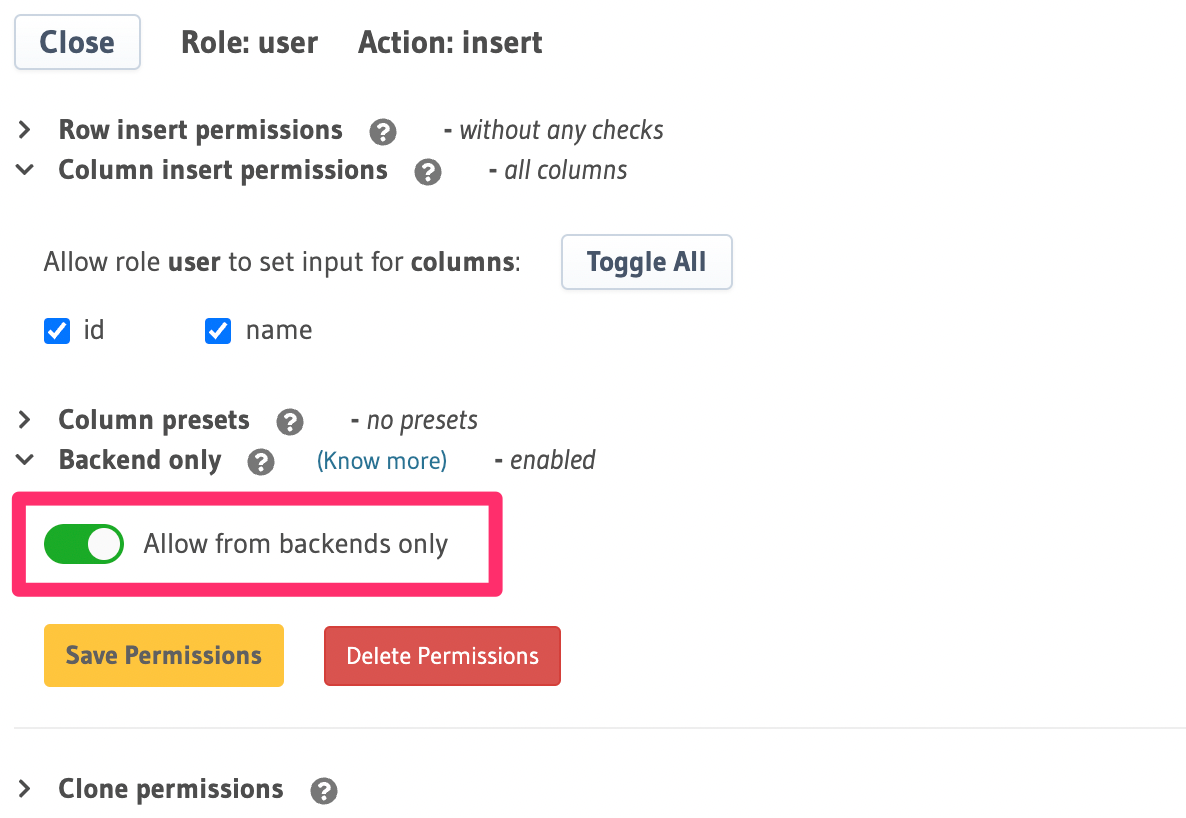 Close Role: user Action: insert
Row insert permissions ? - without any checks
Column insert permissions ? - all columns
Allow role user to set input for columns: Toggle All
id name
Column presets ? - no presets
Backend only ? (Know more) - enabled
Allow from backends only
Save Permissions Delete Permissions
Clone permissions ?